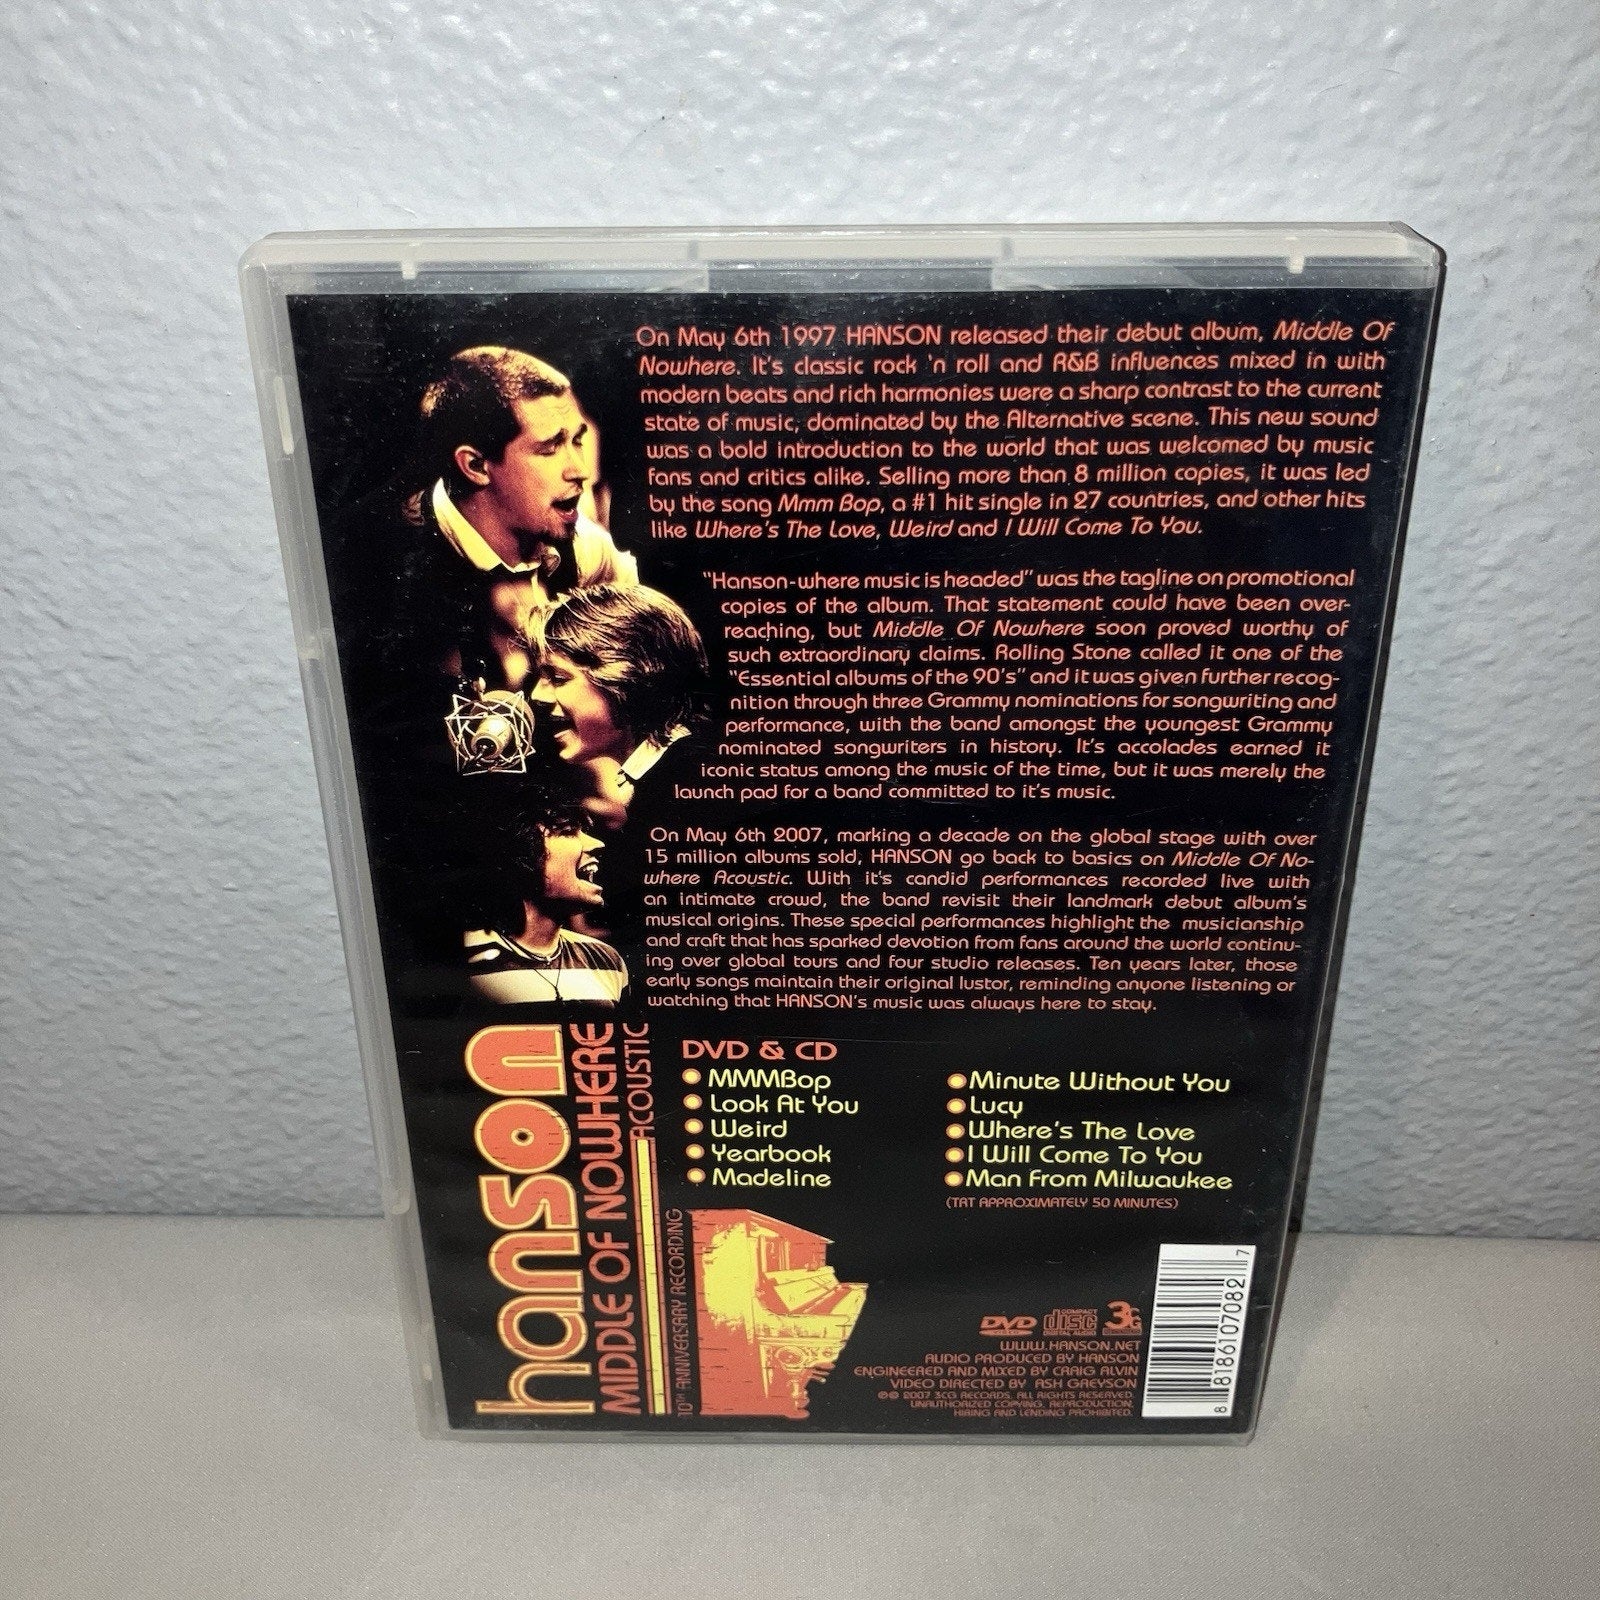 On May 6th 1997 HANSON released their debut album, Middle Of
Nowhere. It's classic rock 'n roll and R&B influences mixed in with
modern beats and rich harmonies were a sharp contrast to the current
state of music, dominated by the Alternative scene. This new sound
was a bold introduction to the world that was welcomed by music
fans and critics alike. Selling more than 8 million copies, it was led
by the song Mmm Bop, a #1 hit single in 27 countries, and other hits
like Where's The Love, Weird and I Will Come To You.
"Hanson-where music is headed" was the tagline on promotional
copies of the album. That statement could have been over-
reaching, but Middle Of Nowhere soon proved worthy of
such extraordinary claims. Rolling Stone called it one of the
"Essential albums of the 90's" and it was given further recog-
nition through three Grammy nominations for songwriting and
performance, with the band amongst the youngest Grammy
nominated songwriters in history. It's accolades earned it
iconic status among the music of the time, but it was merely the
launch pad for a band committed to it's music.
On May 6th 2007, marking a decade on the global stage with over
15 million albums sold, HANSON go back to basics on Middle Of No-
where Acoustic. With it's candid performances recorded live with
an intimate crowd, the band revisit their landmark debut album's
musical origins. These special performances highlight the musicianship
and craft that has sparked devotion from fans around the world continu-
ing over global tours and four studio releases. Ten years later, those
early songs maintain their original lustor, reminding anyone listening or
watching that HANSON's music was always here to stay.
hanson
MIDDLE OF NOWHERE
ACOUSTIC
10TH ANNIVERSARY RECORDING
DVD & CD
MMMBop
Look At You
Weird
Yearbook
Madeline
Minute Without You
Lucy
Where's The Love
I Will Come To You
Man From Milwaukee
(TRT APPROXIMATELY 50 MINUTES)
DVD VIDEO COMPACT disc DIGITAL AUDIO 3CG
WWW.HANSON.NET
AUDIO PRODUCED BY HANSON
ENGINEERED AND MIXED BY CRAIG ALVIN
VIDEO DIRECTED BY ASH GREYSON
℗© 2007 3CG RECORDS. ALL RIGHTS RESERVED.
UNAUTHORIZED COPYING, REPRODUCTION,
HIRING AND LENDING PROHIBITED.
8 81861 07082 7